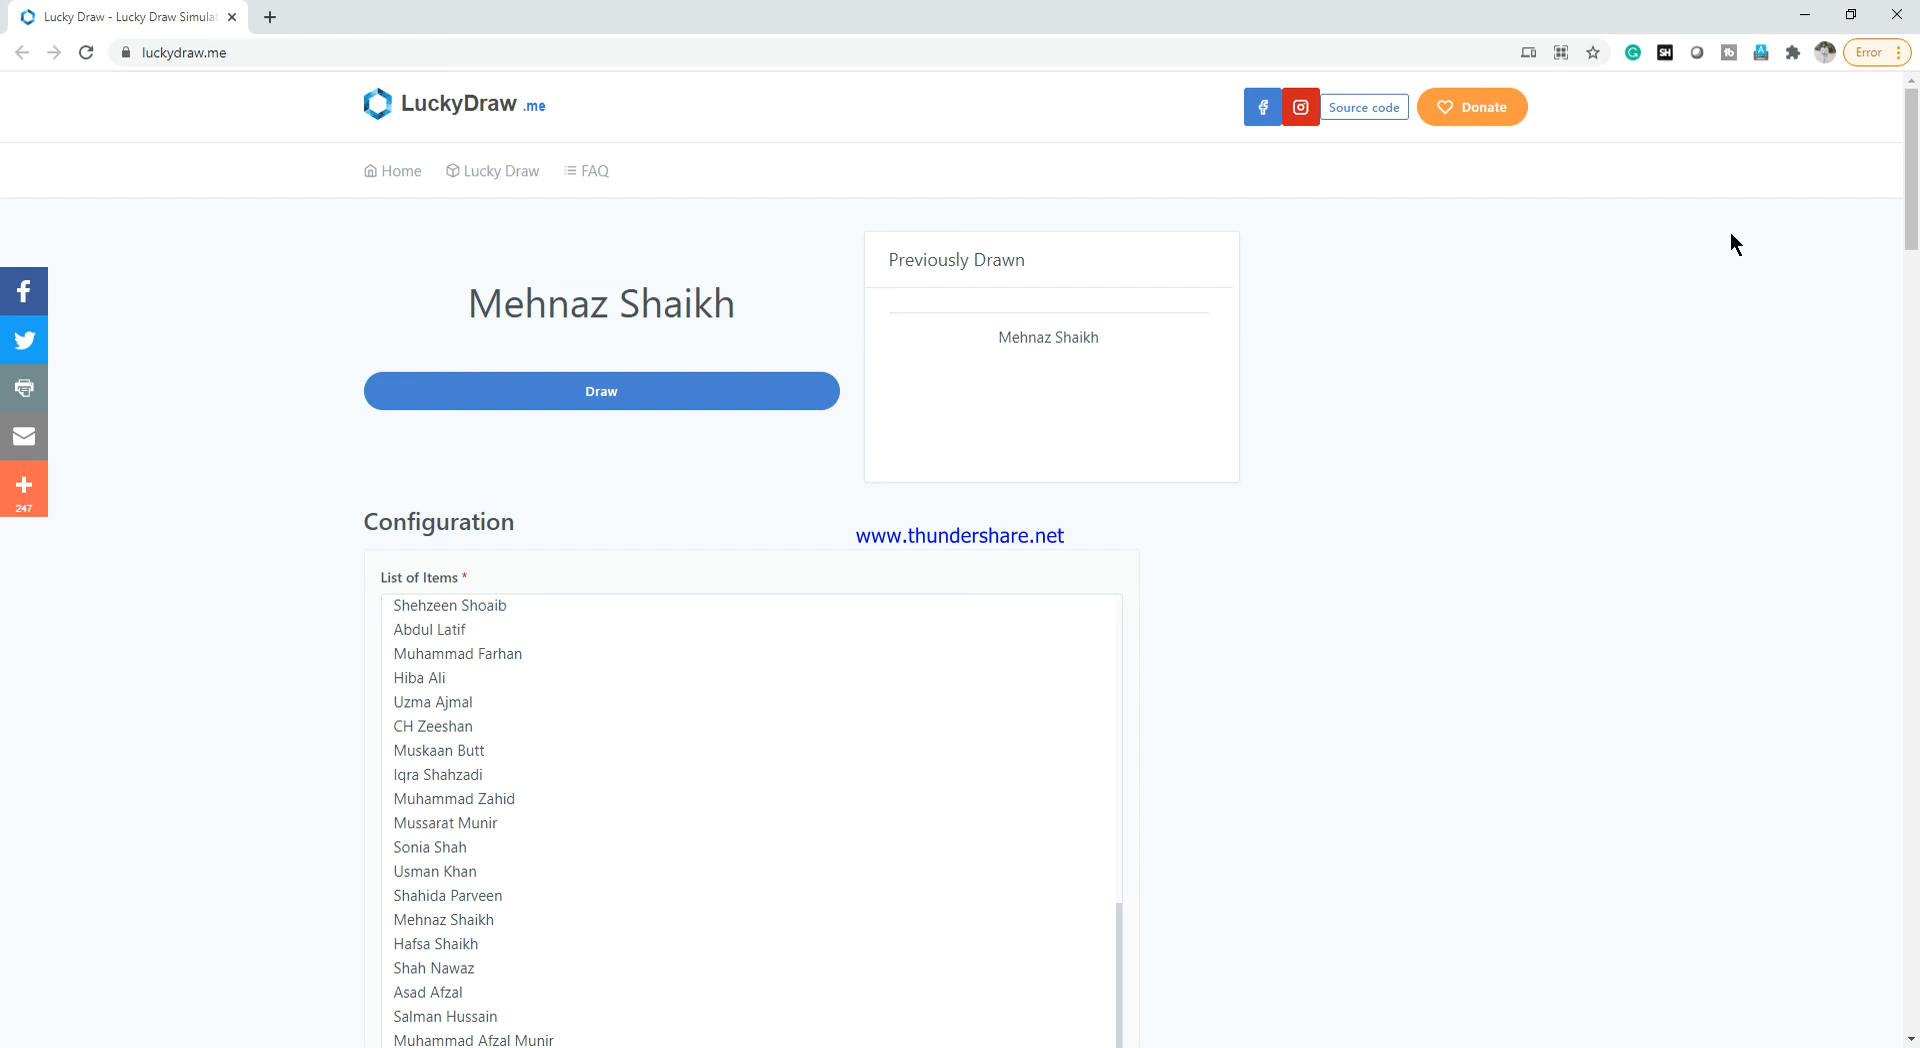 Lucky Draw - Lucky Draw Simulat
luckydraw.me
SH
tb
A
Error
LuckyDraw .me
Source code
Donate
Home
Lucky Draw
FAQ
Mehnaz Shaikh
Draw
Previously Drawn
Mehnaz Shaikh
247
Configuration
www.thundershare.net
List of Items *
Shehzeen Shoaib
Abdul Latif
Muhammad Farhan
Hiba Ali
Uzma Ajmal
CH Zeeshan
Muskaan Butt
Iqra Shahzadi
Muhammad Zahid
Mussarat Munir
Sonia Shah
Usman Khan
Shahida Parveen
Mehnaz Shaikh
Hafsa Shaikh
Shah Nawaz
Asad Afzal
Salman Hussain
Muhammad Afzal Munir